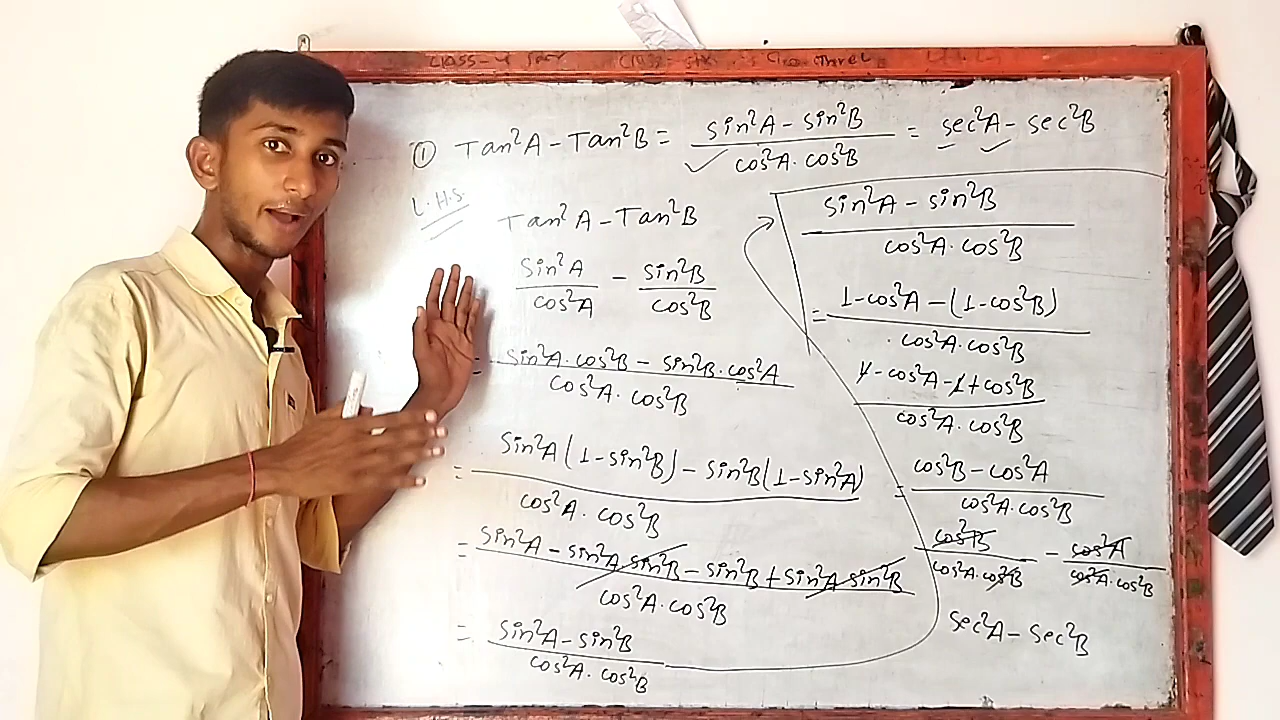 ① Tan²A - Tan²B = sin²A - sin²B / cos²A · cos²B = sec²A - sec²B
L.H.S.
Tan²A - Tan²B
sin²A / cos²A - sin²B / cos²B
= sin²A · cos²B - sin²B · cos²A / cos²A · cos²B
= sin²A (1 - sin²B) - sin²B (1 - sin²A) / cos²A · cos²B
= sin²A - sin²A sin²B - sin²B + sin²A sin²B / cos²A · cos²B
= sin²A - sin²B / cos²A · cos²B
sin²A - sin²B / cos²A · cos²B
= 1 - cos²A - (1 - cos²B) / cos²A · cos²B
1 - cos²A - 1 + cos²B / cos²A · cos²B
= cos²B - cos²A / cos²A · cos²B
cos²B / cos²A · cos²B - cos²A / cos²A · cos²B
sec²A - sec²B